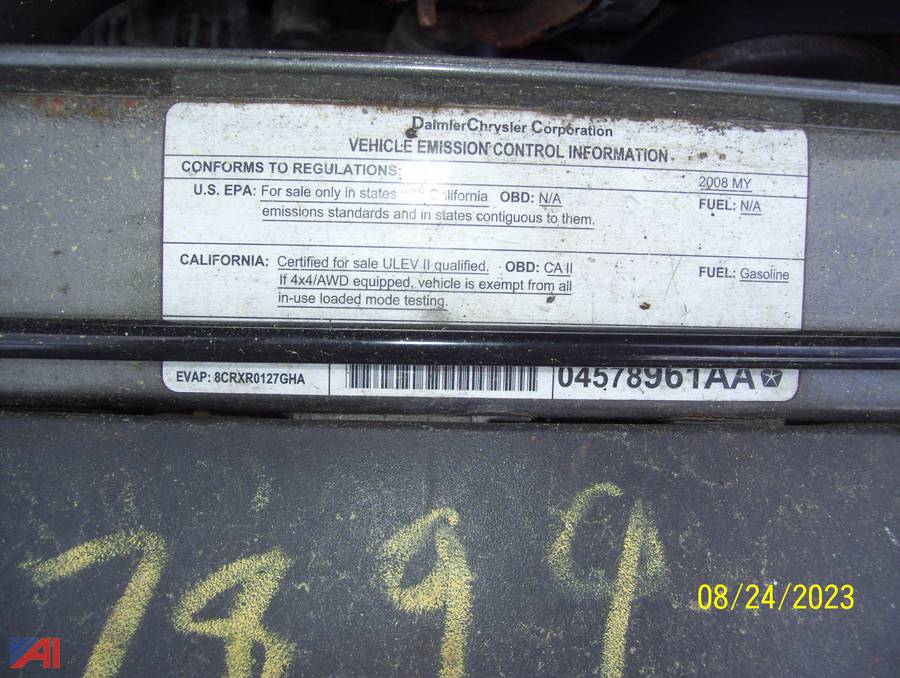 DaimlerChrysler Corporation
VEHICLE EMISSION CONTROL INFORMATION
CONFORMS TO REGULATIONS: 2008 MY
U.S. EPA: For sale only in states California OBD: N/A FUEL: N/A
emissions standards and in states contiguous to them.
CALIFORNIA: Certified for sale ULEV II qualified. OBD: CA II FUEL: Gasoline
If 4x4/AWD equipped, vehicle is exempt from all
in-use loaded mode testing.
EVAP: 8CRXR0127GHA 04578961AA
7899
08/24/2023
AI